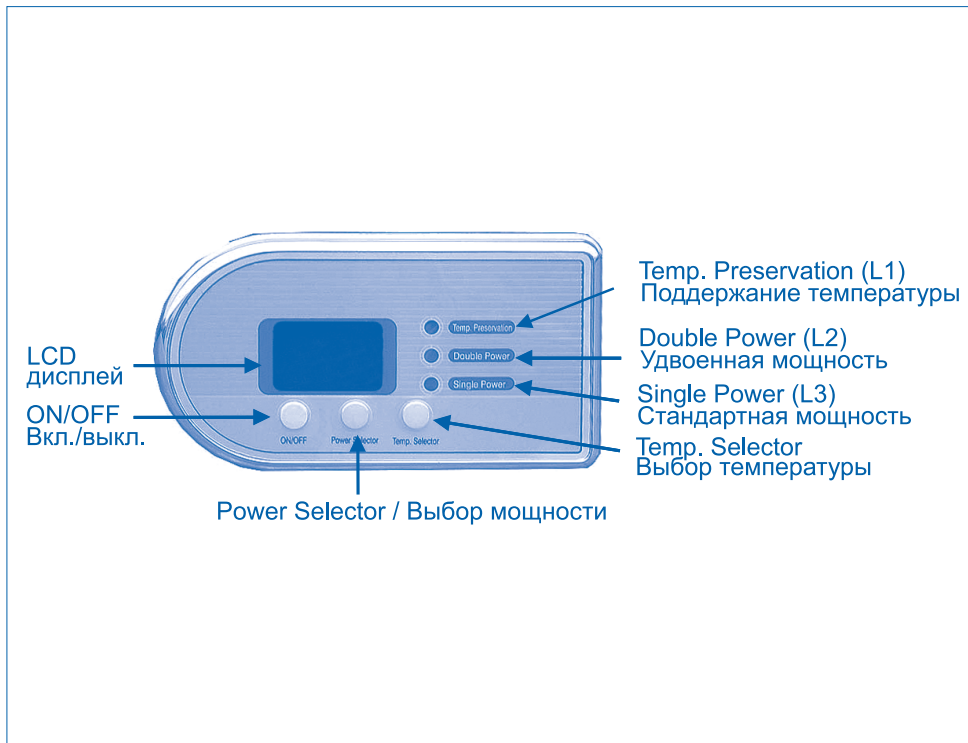 Temp. Preservation (L1)
Поддержание температуры
Temp. Preservation
Double Power (L2)
Удвоенная мощность
Double Power
LCD
дисплей
Single Power (L3)
Стандартная мощность
Single Power
ON/OFF
Вкл./выкл.
ON/OFF
Power Selector
Temp. Selector
Temp. Selector
Выбор температуры
Power Selector / Выбор мощности